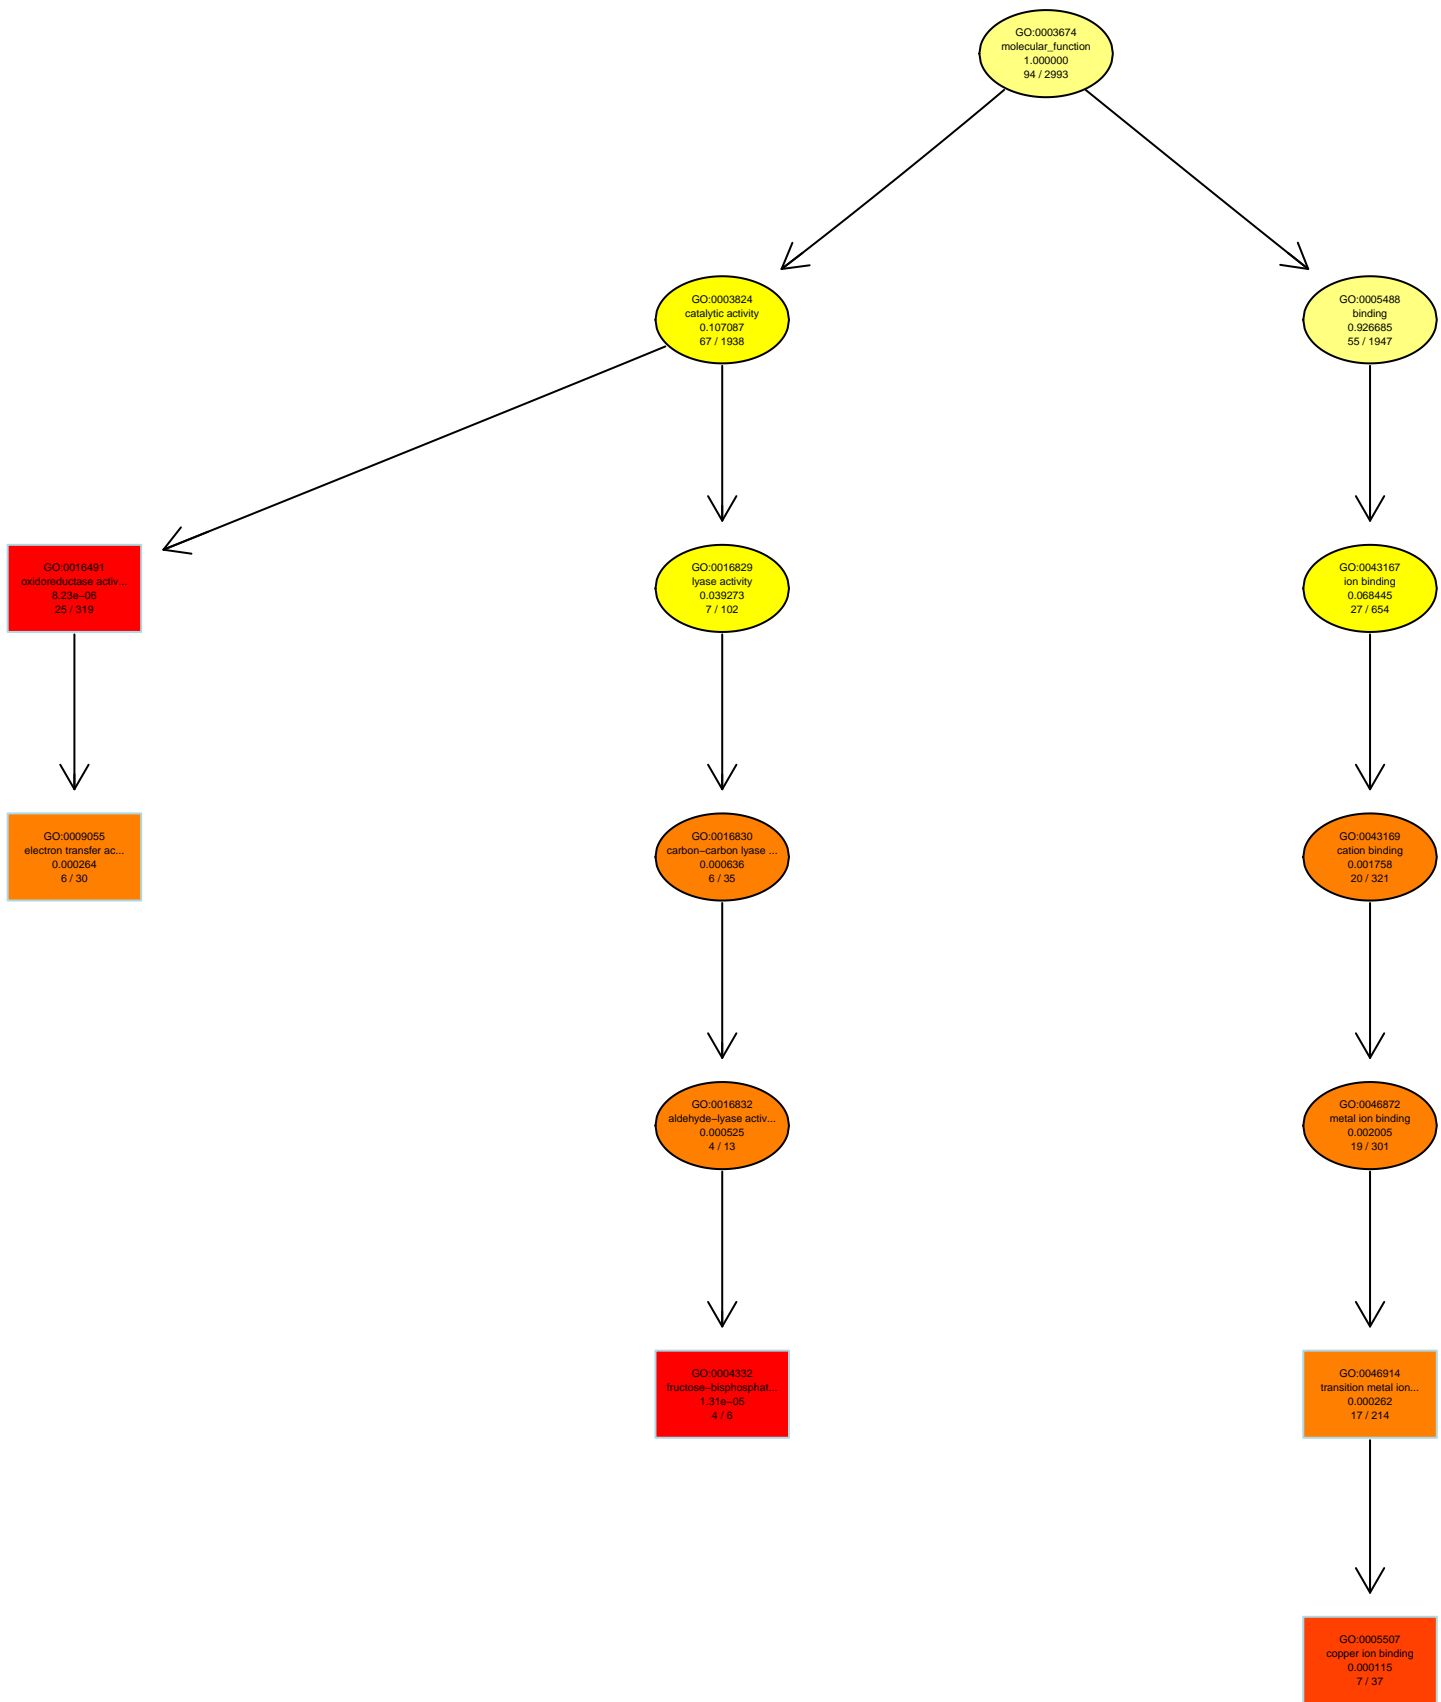 GO:0003674
molecular_function
1.000000
94 / 2993
GO:0003824
catalytic activity
0.107087
67 / 1938
GO:0005488
binding
0.926685
55 / 1947
GO:0016491
oxidoreductase activ...
8.23e−06
25 / 319
GO:0016829
lyase activity
0.039273
7 / 102
GO:0043167
ion binding
0.068445
27 / 654
GO:0009055
electron transfer ac...
0.000264
6 / 30
GO:0016830
carbon−carbon lyase ...
0.000636
6 / 35
GO:0043169
cation binding
0.001758
20 / 321
GO:0016832
aldehyde−lyase activ...
0.000525
4 / 13
GO:0046872
metal ion binding
0.002005
19 / 301
GO:0004332
fructose−bisphosphat...
1.31e−05
4 / 6
GO:0046914
transition metal ion...
0.000262
17 / 214
GO:0005507
copper ion binding
0.000115
7 / 37